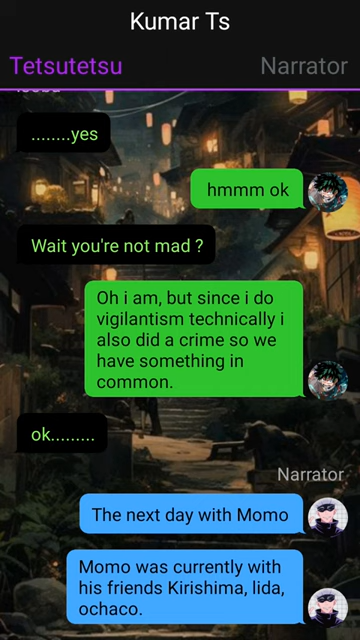 Kumar Ts
Tetsutetsu
Narrator
........yes
hmmm ok
Wait you're not mad ?
Oh i am, but since i do
vigilantism technically i
also did a crime so we
have something in
common.
ok.........
Narrator
The next day with Momo
Momo was currently with
his friends Kirishima, Iida,
ochaco.